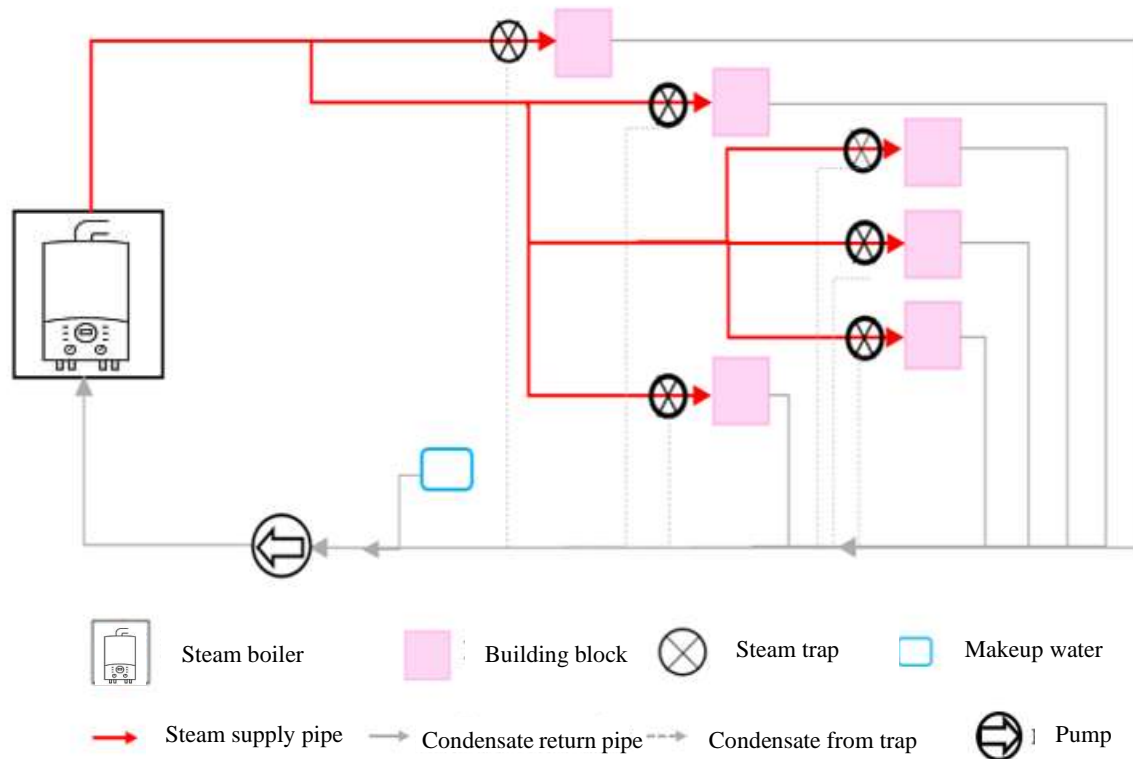 Steam boiler
Building block
Steam trap
Makeup water
Steam supply pipe
Condensate return pipe
Condensate from trap
Pump